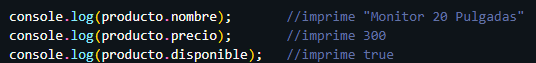 console.log(producto.nombre);       //imprime "Monitor 20 Pulgadas"
console.log(producto.precio);       //imprime 300
console.log(producto.disponible);   //imprime true